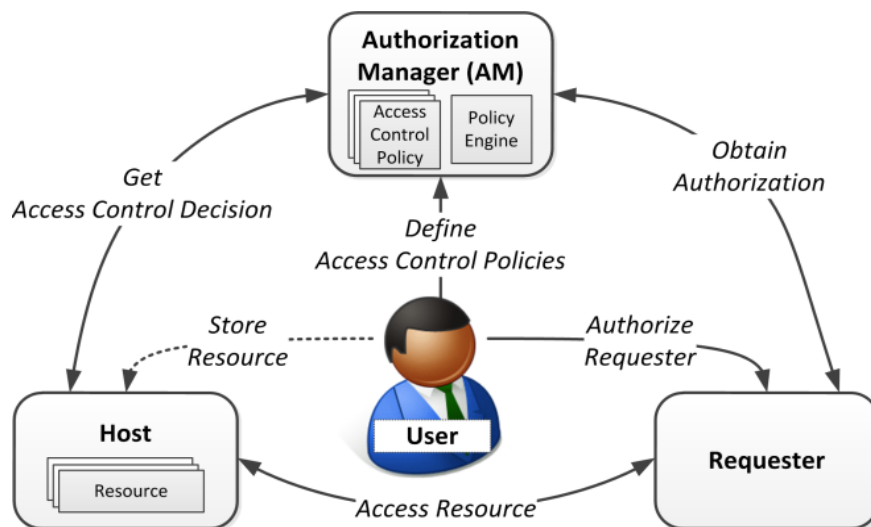 Authorization
Manager (AM)
Access
Control
Policy
Policy
Engine
Get
Access Control Decision
Obtain
Authorization
Define
Access Control Policies
Store
Resource
Authorize
Requester
User
Host
Resource
Requester
Access Resource